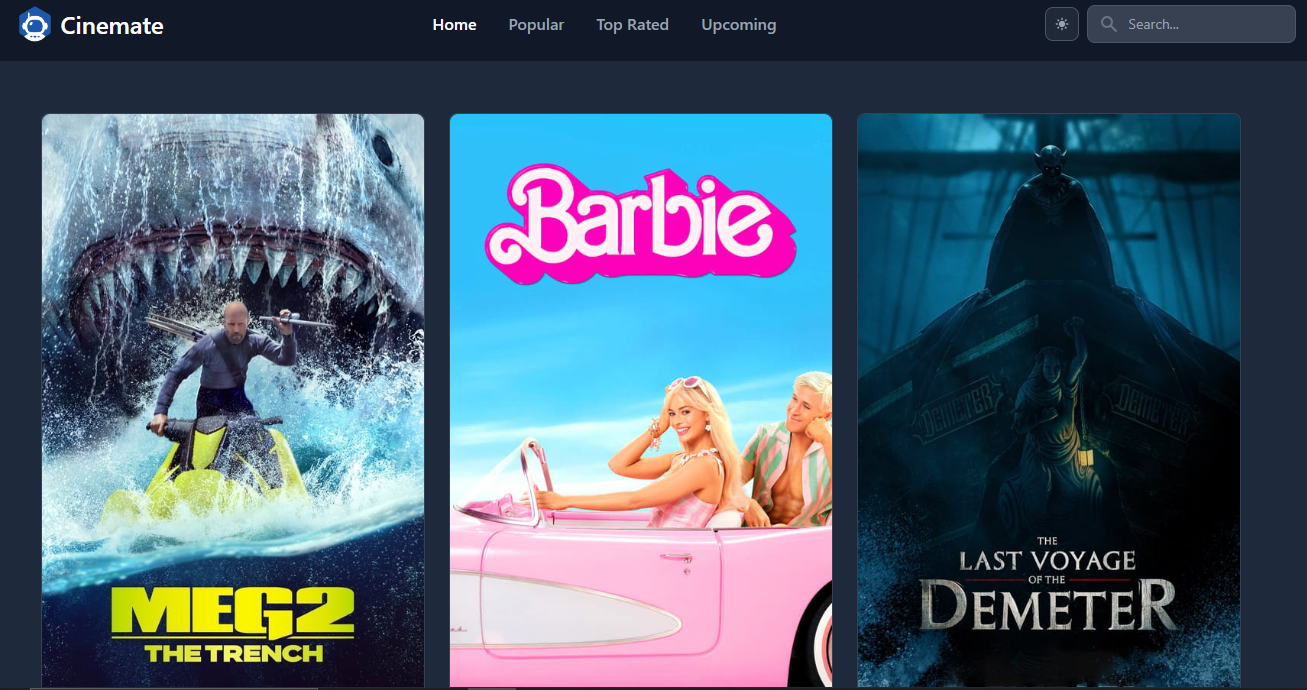 Cinemate
Home
Popular
Top Rated
Upcoming
Search...
MEG2
THE TRENCH
Barbie
DEMETER
DEMETER
THE
LAST VOYAGE
OF THE
DEMETER